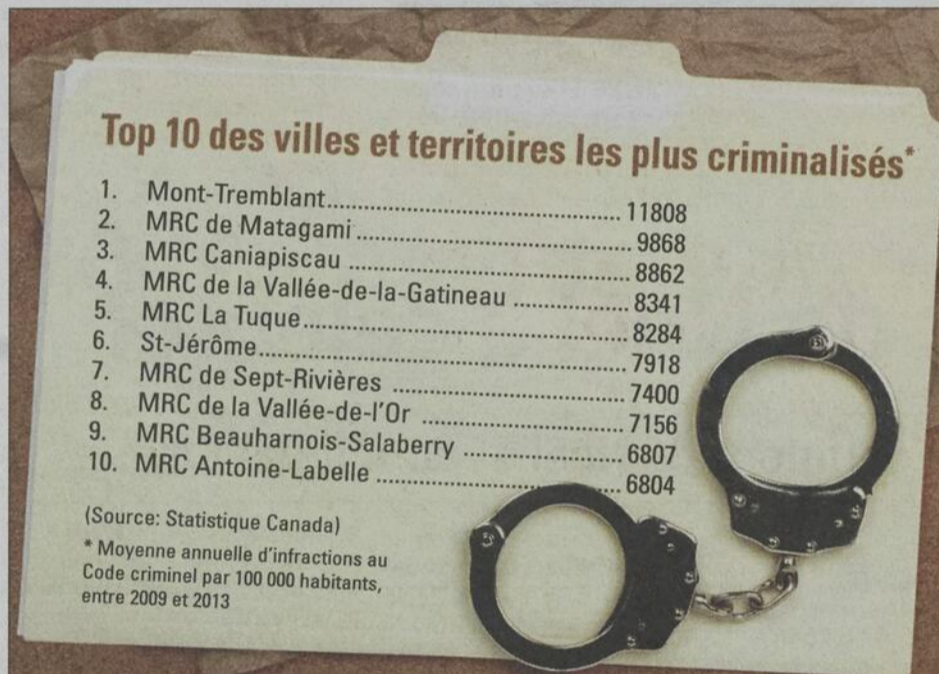 Top 10 des villes et territoires les plus criminalisés*
1. Mont-Tremblant.......................................................... 11808
2. MRC de Matagami ..................................................... 9868
3. MRC Caniapiscau ...................................................... 8862
4. MRC de la Vallée-de-la-Gatineau ..................... 8341
5. MRC La Tuque............................................................. 8284
6. St-Jérôme...................................................................... 7918
7. MRC de Sept-Rivières ............................................. 7400
8. MRC de la Vallée-de-l'Or ........................................ 7156
9. MRC Beauharnois-Salaberry ............................... 6807
10. MRC Antoine-Labelle ............................................... 6804
(Source: Statistique Canada)
* Moyenne annuelle d'infractions au
Code criminel par 100 000 habitants,
entre 2009 et 2013